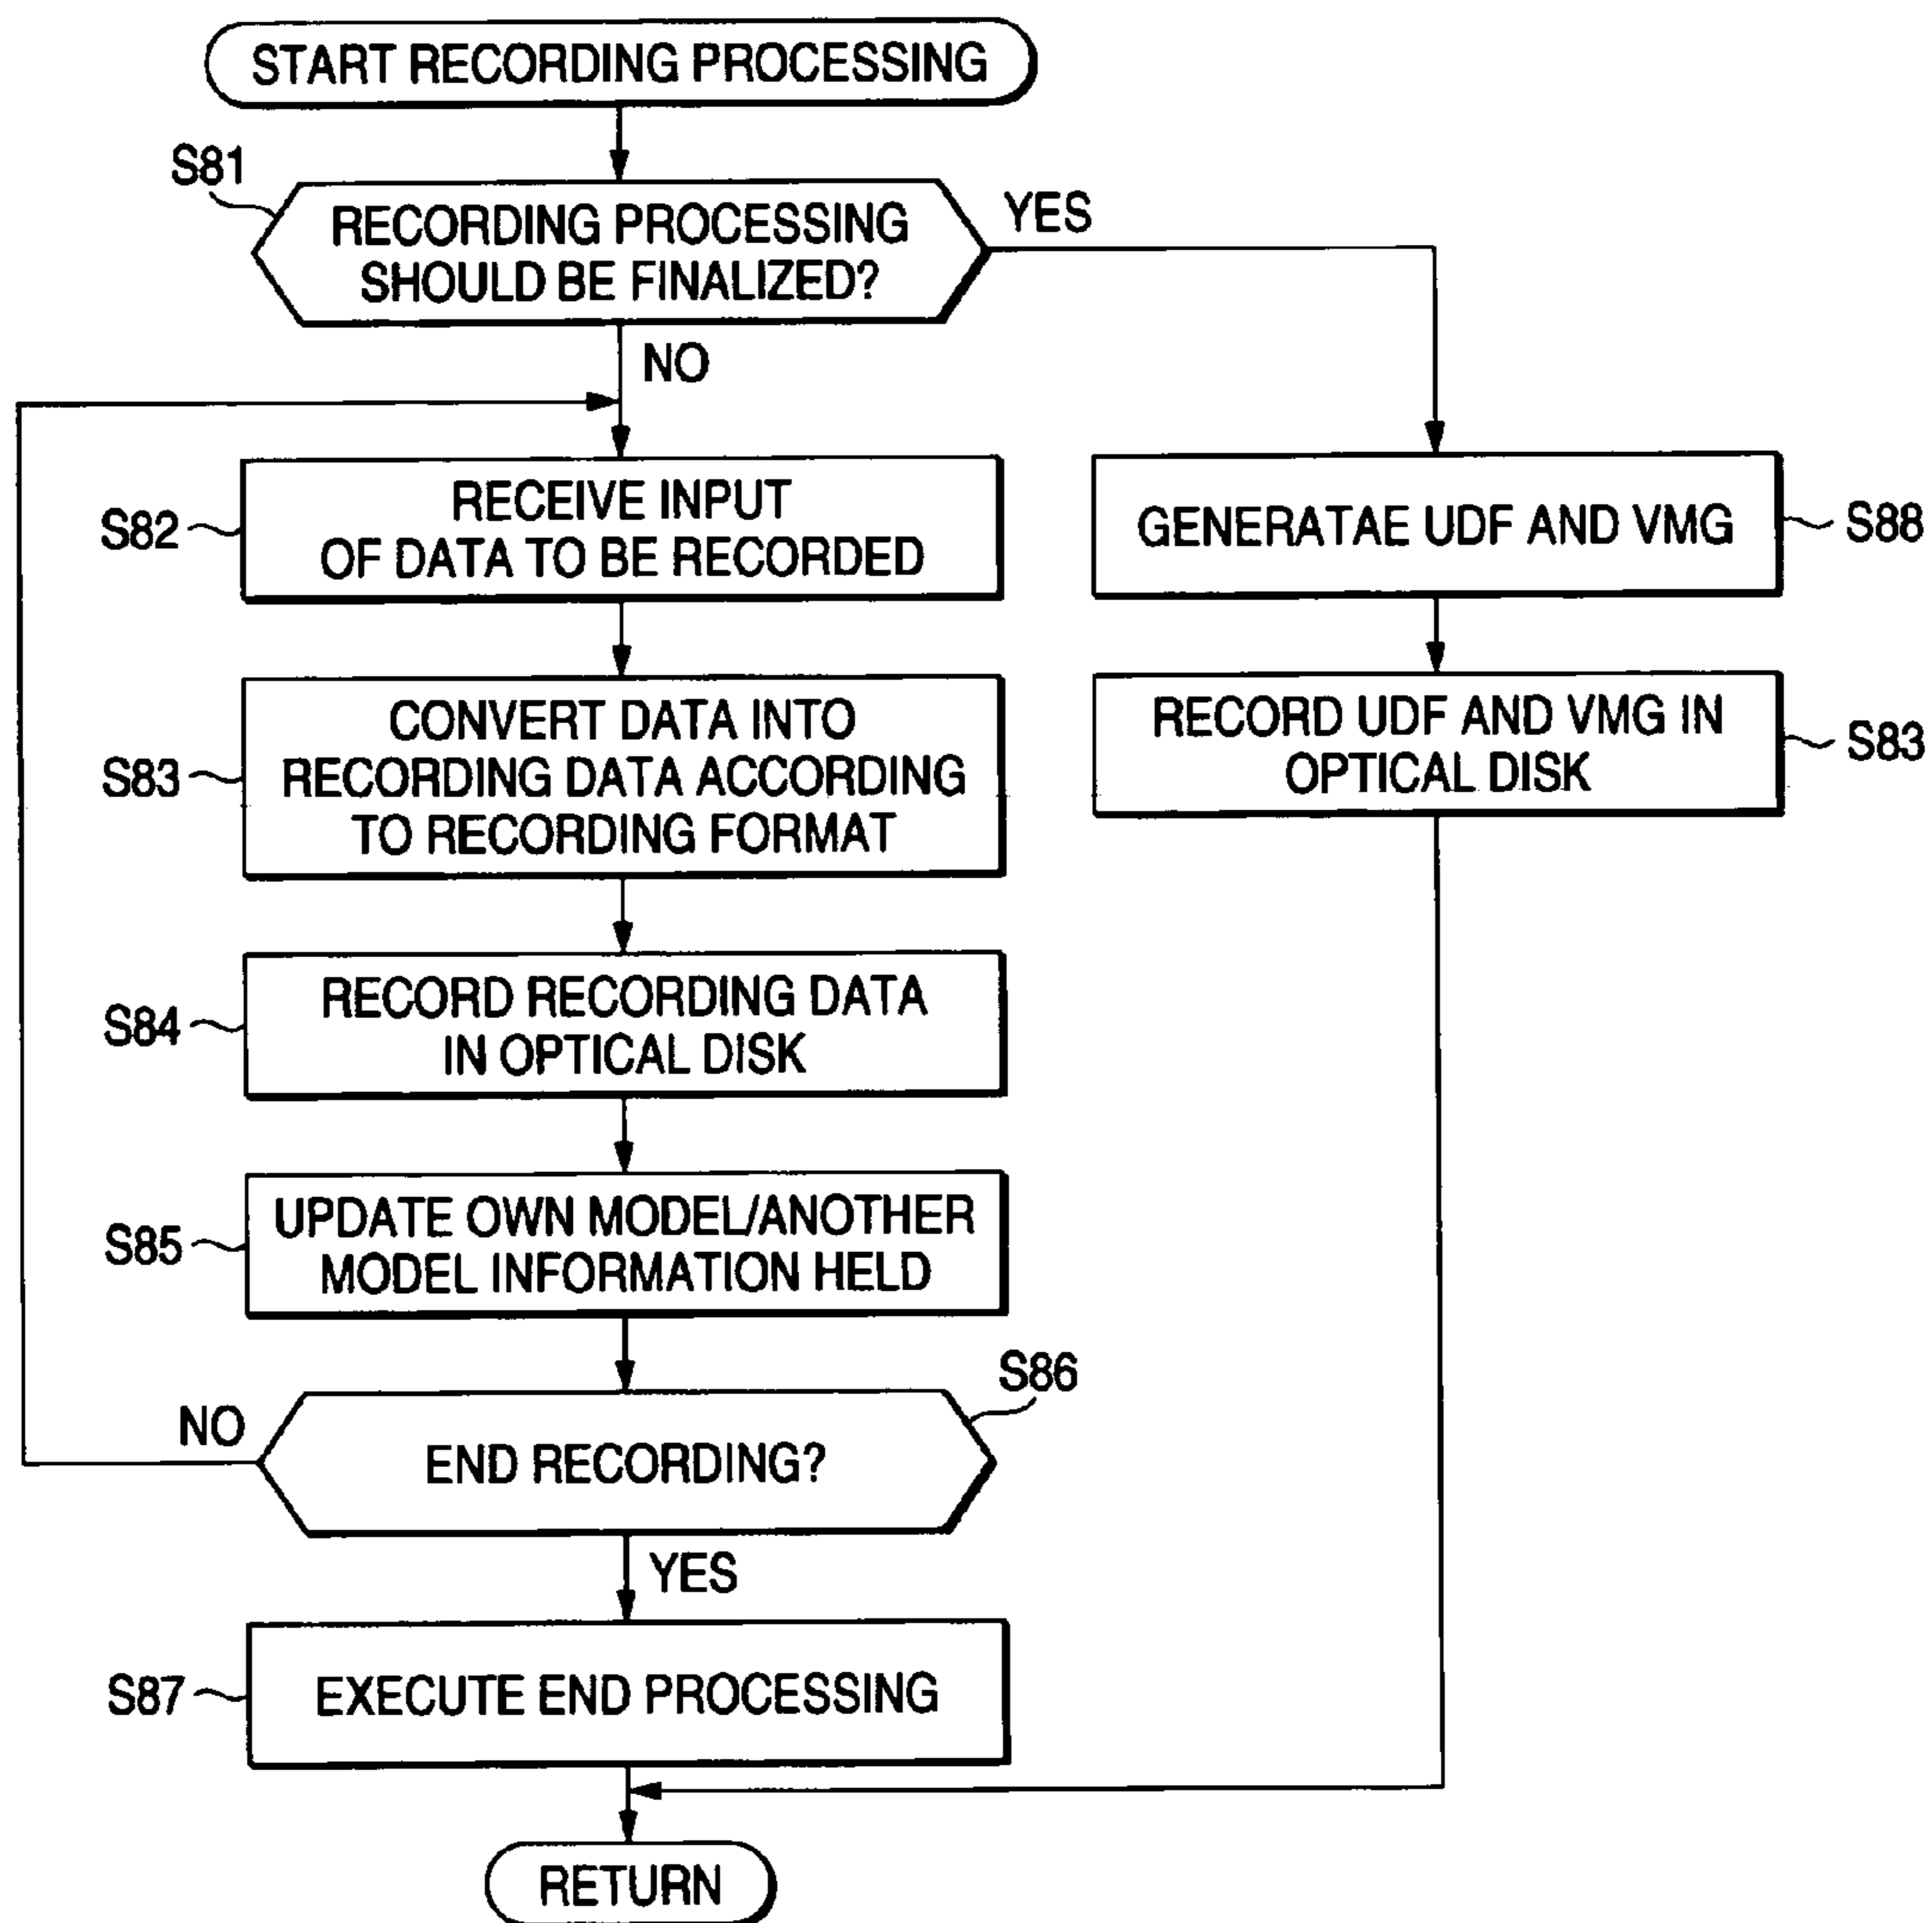 START RECORDING PROCESSING
S81
RECORDING PROCESSING
SHOULD BE FINALIZED?
YES
NO
S82
RECEIVE INPUT
OF DATA TO BE RECORDED
GENERATAE UDF AND VMG
S88
S83
CONVERT DATA INTO
RECORDING DATA ACCORDING
TO RECORDING FORMAT
RECORD UDF AND VMG IN
OPTICAL DISK
S83
S84
RECORD RECORDING DATA
IN OPTICAL DISK
S85
UPDATE OWN MODEL/ANOTHER
MODEL INFORMATION HELD
S86
NO
END RECORDING?
YES
S87
EXECUTE END PROCESSING
RETURN